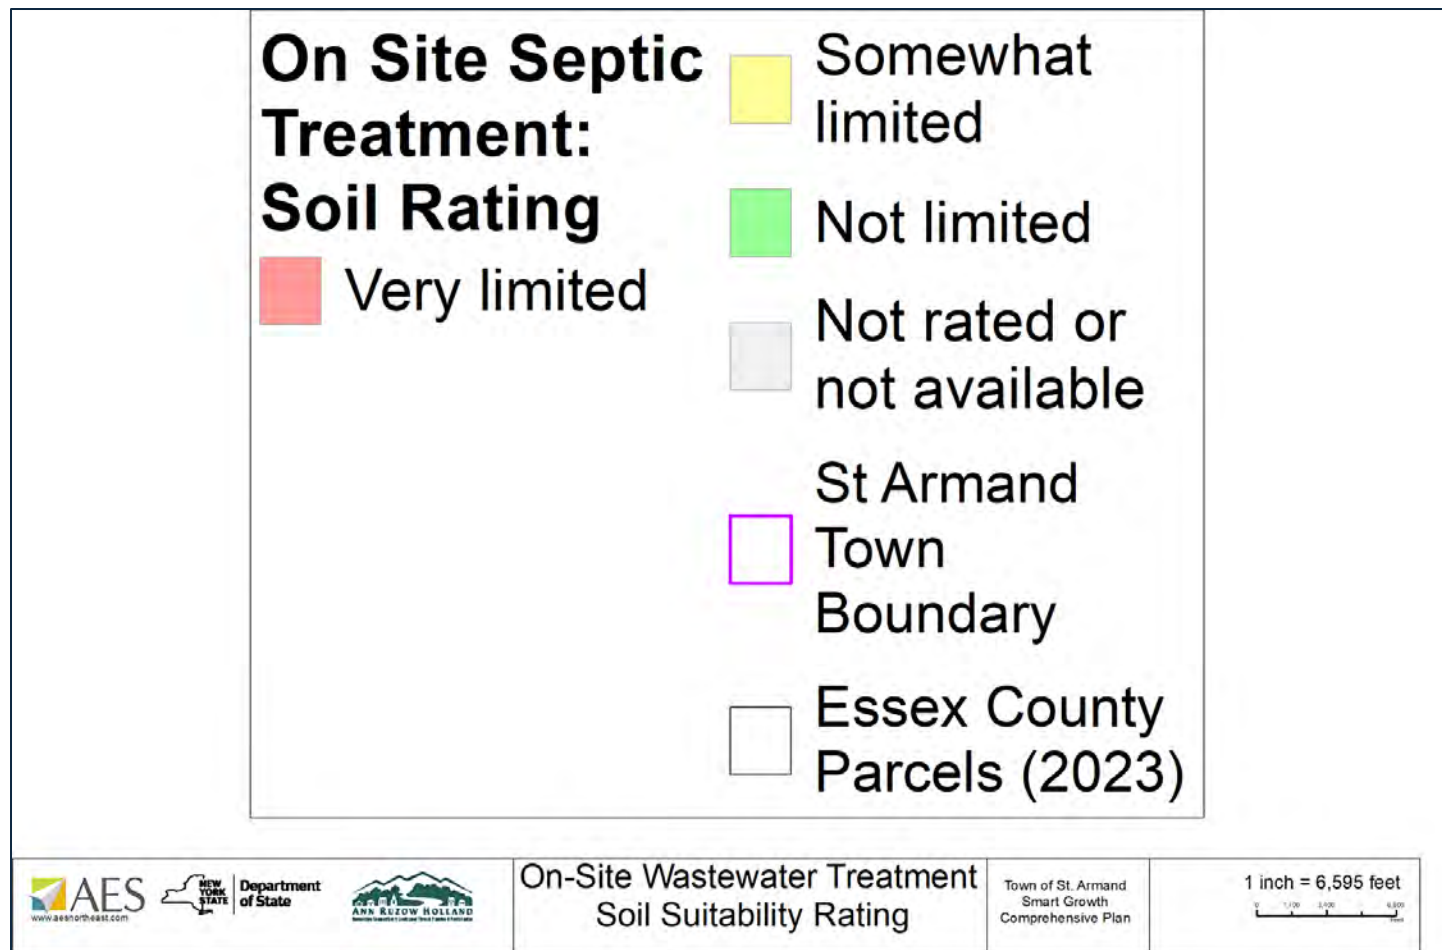 On Site Septic
Treatment:
Soil Rating
Very limited
Somewhat
limited
Not limited
Not rated or
not available
St Armand
Town
Boundary
Essex County
Parcels (2023)
AES
www.aesnortheast.com
NEW
YORK
STATE
Department
of State
ANN RUZOW HOLLAND
On-Site Wastewater Treatment
Soil Suitability Rating
Town of St. Armand
Smart Growth
Comprehensive Plan
1 inch = 6,595 feet
0
Feet